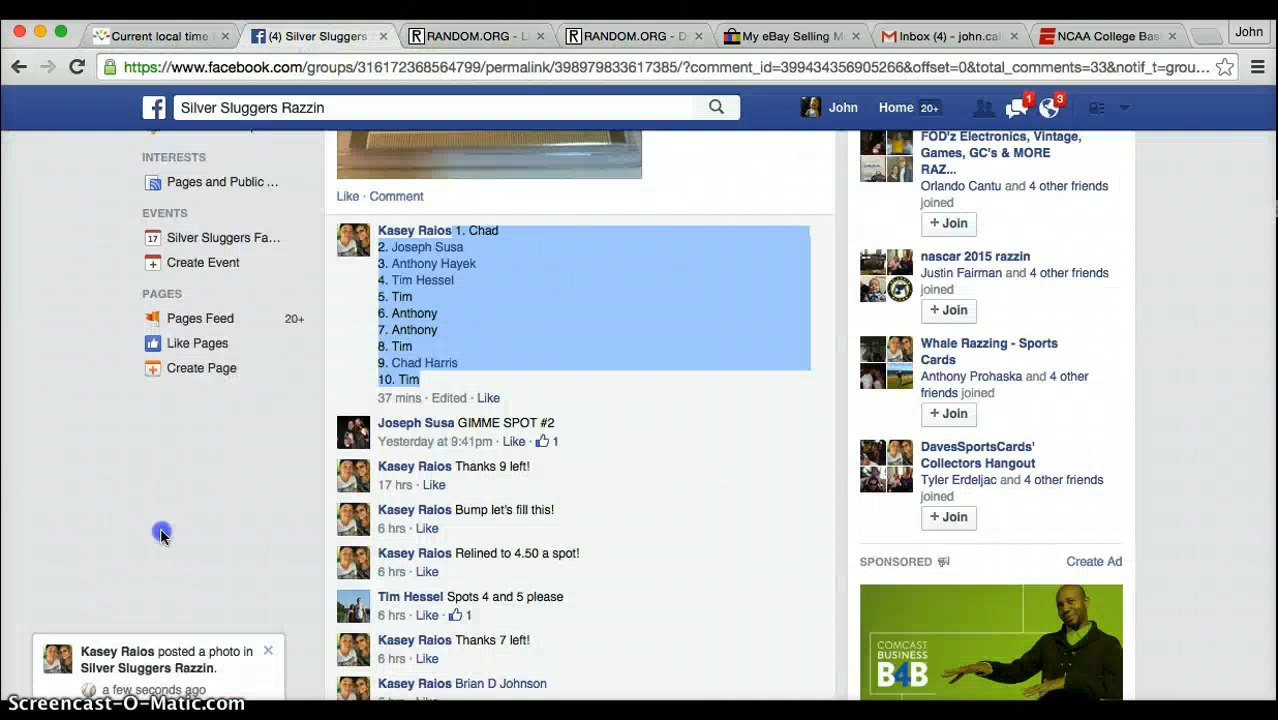 Current local time
(4) Silver Sluggers
RANDOM.ORG - L
RANDOM.ORG - D
My eBay Selling M
Inbox (4) - john.cal
NCAA College Bas
John
https://www.facebook.com/groups/316172368564799/permalink/398979833617385/?comment_id=399434356905266&offset=0&total_comments=33&notif_t=grou...
Silver Sluggers Razzin
John
Home 20+
1
3
INTERESTS
Pages and Public ...
EVENTS
17 Silver Sluggers Fa...
Create Event
PAGES
Pages Feed 20+
Like Pages
Create Page
Like · Comment
Kasey Raios 1. Chad
2. Joseph Susa
3. Anthony Hayek
4. Tim Hessel
5. Tim
6. Anthony
7. Anthony
8. Tim
9. Chad Harris
10. Tim
37 mins · Edited · Like
Joseph Susa GIMME SPOT #2
Yesterday at 9:41pm · Like · 1
Kasey Raios Thanks 9 left!
17 hrs · Like
Kasey Raios Bump let's fill this!
6 hrs · Like
Kasey Raios Relined to 4.50 a spot!
6 hrs · Like
Tim Hessel Spots 4 and 5 please
6 hrs · Like · 1
Kasey Raios Thanks 7 left!
6 hrs · Like
Kasey Raios Brian D Johnson
FOD'z Electronics, Vintage,
Games, GC's & MORE
RAZ...
Orlando Cantu and 4 other friends
joined
+ Join
nascar 2015 razzin
Justin Fairman and 4 other friends
joined
+ Join
Whale Razzing - Sports
Cards
Anthony Prohaska and 4 other
friends joined
+ Join
DavesSportsCards'
Collectors Hangout
Tyler Erdeljac and 4 other friends
joined
+ Join
SPONSORED
Create Ad
COMCAST
BUSINESS
B4B
Kasey Raios posted a photo in
Silver Sluggers Razzin.
a few seconds ago
Screencast-O-Matic.com